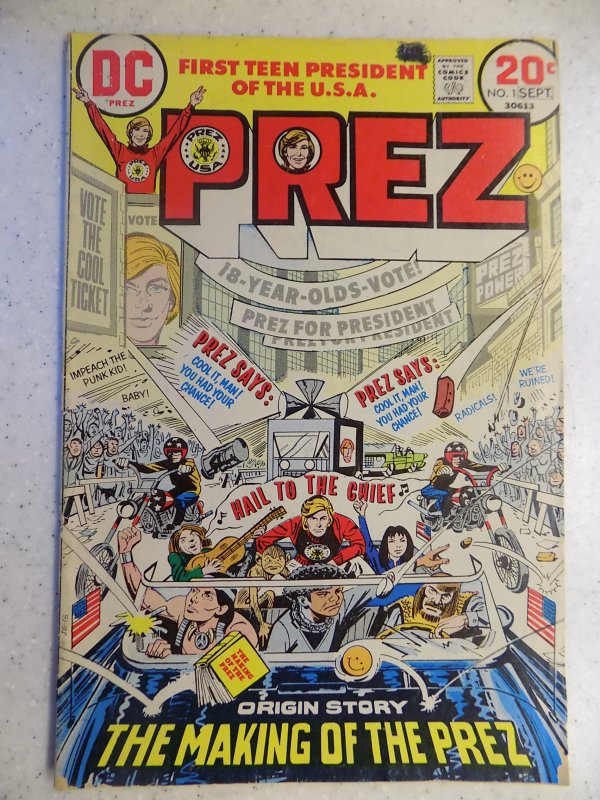 DC
PREZ
FIRST TEEN PRESIDENT
OF THE U.S.A.
APPROVED
BY THE
COMICS
CODE
AUTHORITY
20¢
NO. 1 SEPT.
30613
PREZ
USA
PREZ
VOTE
THE
COOL
TICKET
VOTE
18-YEAR-OLDS-VOTE!
PREZ FOR PRESIDENT
PREZ FOR PRESIDENT
PREZ
POWER
IMPEACH THE
PUNK KID!
BABY!
PREZ SAYS:
COOL IT, MAN!
YOU HAD YOUR
CHANCE!
PREZ SAYS:
COOL IT, MAN!
YOU HAD YOUR
CHANCE!
RADICALS!
WE'RE
RUINED!
HAIL TO THE CHIEF
THE
MAKING
OF THE
PREZ
ORIGIN STORY
THE MAKING OF THE PREZ